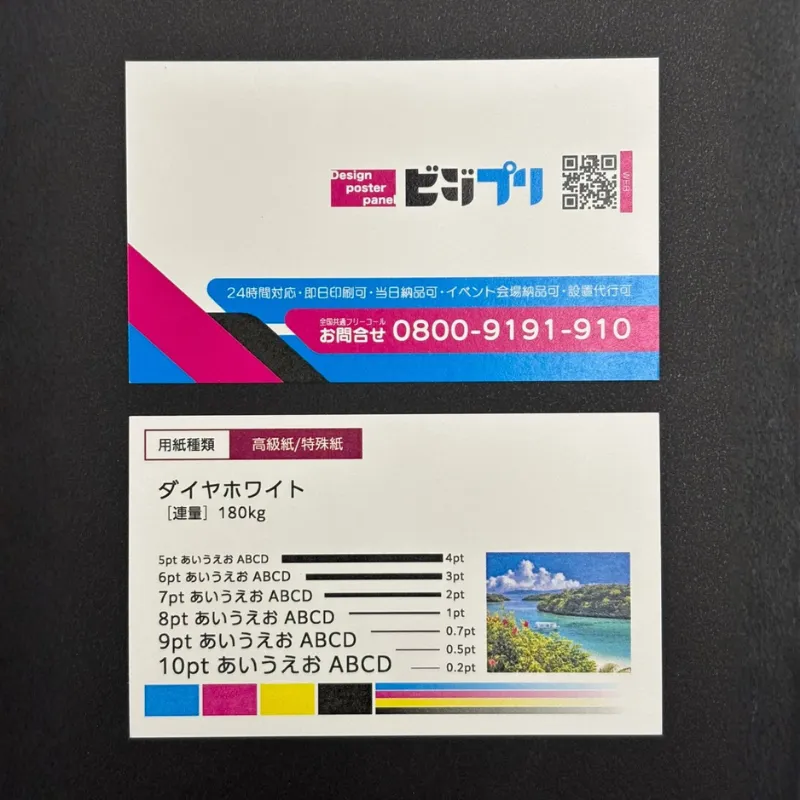 Design
poster
panel
ビジプリ
WEB
24時間対応・即日印刷可・当日納品可・イベント会場納品可・設置代行可
全国共通フリーコール
お問合せ 0800-9191-910
用紙種類 高級紙/特殊紙
ダイヤホワイト
［連量］180kg
5pt あいうえお ABCD 4pt
6pt あいうえお ABCD 3pt
7pt あいうえお ABCD 2pt
8pt あいうえお ABCD 1pt
9pt あいうえお ABCD 0.7pt
0.5pt
10pt あいうえお ABCD 0.2pt